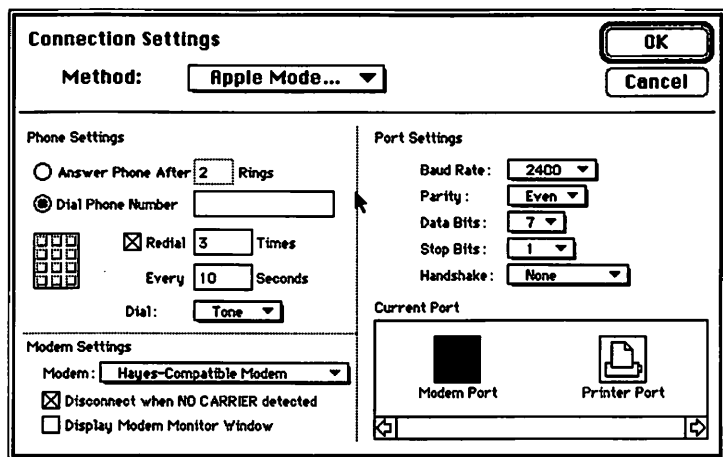 Connection Settings
OK
Method: Apple Mode...
Cancel
Phone Settings
Answer Phone After 2 Rings
Dial Phone Number
Redial 3 Times
Every 10 Seconds
Dial: Tone
Modem Settings
Modem: Hayes-Compatible Modem
Disconnect when NO CARRIER detected
Display Modem Monitor Window
Port Settings
Baud Rate: 2400
Parity: Even
Data Bits: 7
Stop Bits: 1
Handshake: None
Current Port
Modem Port
Printer Port